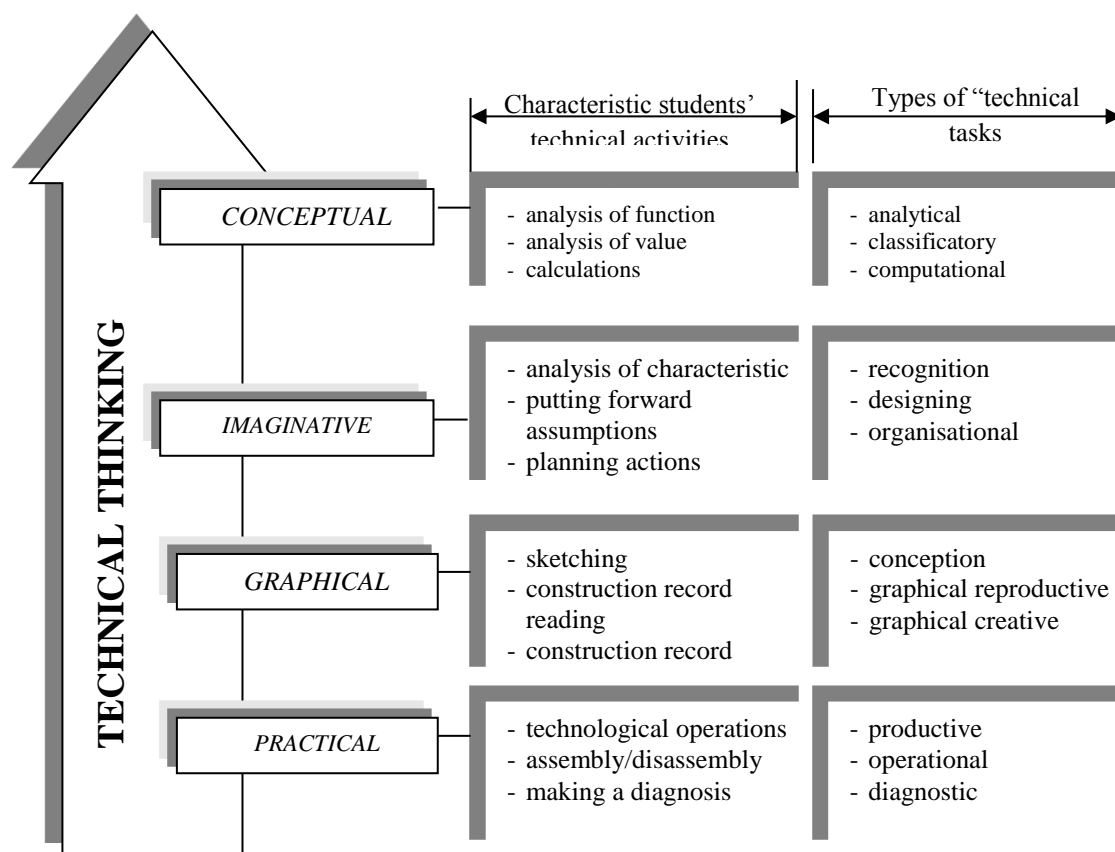 Characteristic students’
technical activities
Types of “technical
tasks
CONCEPTUAL
- analysis of function
- analysis of value
- calculations
- analytical
- classificatory
- computational
IMAGINATIVE
- analysis of characteristic
- putting forward
assumptions
- planning actions
- recognition
- designing
- organisational
GRAPHICAL
- sketching
- construction record
reading
- construction record
- conception
- graphical reproductive
- graphical creative
PRACTICAL
- technological operations
- assembly/disassembly
- making a diagnosis
- productive
- operational
- diagnostic
TECHNICAL THINKING